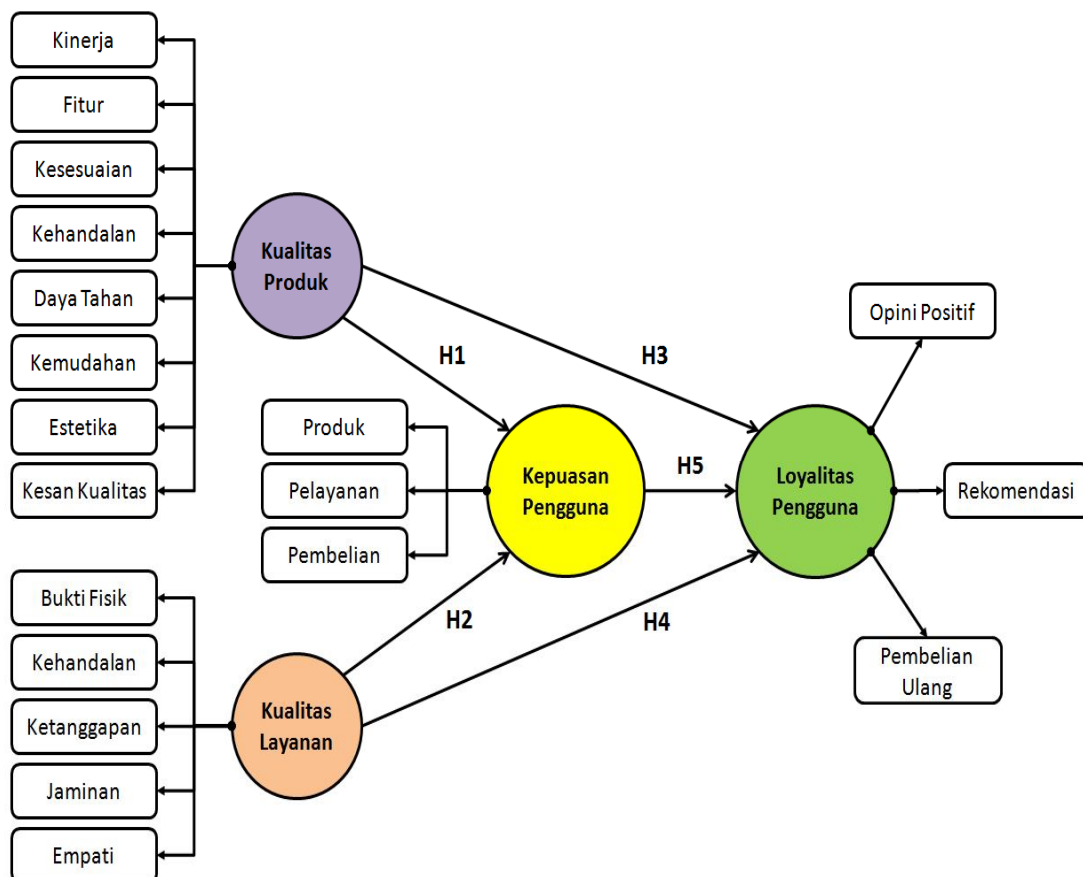 Kinerja
Fitur
Kesesuaian
Kehandalan
Daya Tahan
Kemudahan
Estetika
Kesan Kualitas
Kualitas
Produk
H1
H3
Produk
Pelayanan
Pembelian
Kepuasan
Pengguna
H5
Loyalitas
Pengguna
Opini Positif
Rekomendasi
Pembelian
Ulang
Bukti Fisik
Kehandalan
Ketanggapan
Jaminan
Empati
Kualitas
Layanan
H2
H4